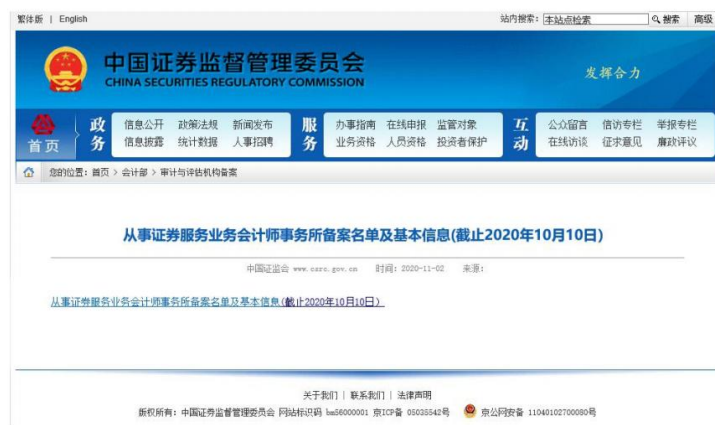 繁体版 | English 站内搜索: 本站点检索 搜索 高级
中国证券监督管理委员会
CHINA SECURITIES REGULATORY COMMISSION
发挥合力
首页
政务
信息公开 政策法规 新闻发布
信息披露 统计数据 人事招聘
服务
办事指南 在线申报 监管对象
业务资格 人员资格 投资者保护
互动
公众留言 信访专栏 举报专栏
在线访谈 征求意见 廉政评议
您的位置: 首页 > 会计部 > 审计与评估机构备案
从事证券服务业务会计师事务所备案名单及基本信息(截止2020年10月10日)
中国证监会 www.csrc.gov.cn 时间: 2020-11-02 来源:
从事证券服务业务会计师事务所备案名单及基本信息(截止2020年10月10日)
关于我们 | 联系我们 | 法律声明
版权所有: 中国证券监督管理委员会 网站标识码 bm56000001 京ICP备 05035542号 京公网安备 11040102700080号